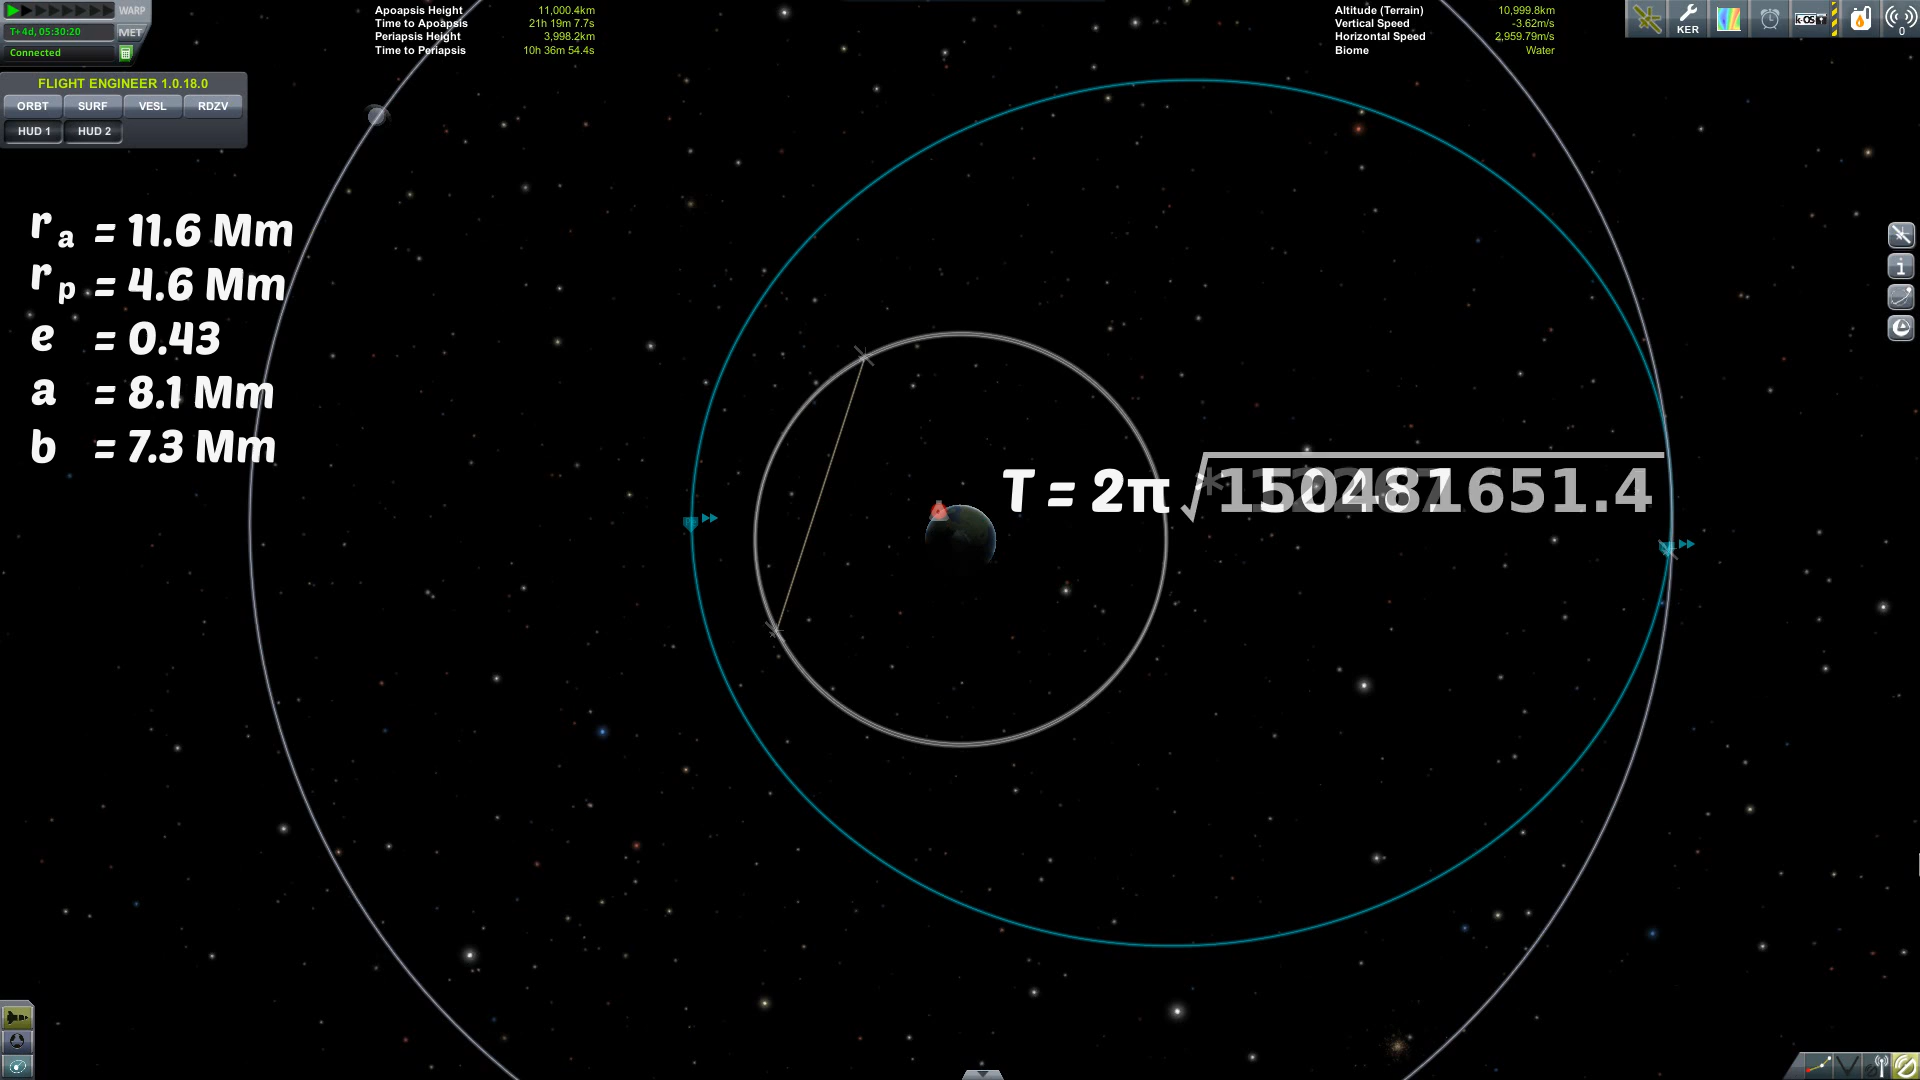 WARP
T+4d, 05:30:20 MET
Connected
Apoapsis Height 11,000.4km
Time to Apoapsis 21h 19m 7.7s
Periapsis Height 3,998.2km
Time to Periapsis 10h 36m 54.4s
Altitude (Terrain) 10,999.8km
Vertical Speed -3.62m/s
Horizontal Speed 2,959.79m/s
Biome Water
KER
kOS
0
FLIGHT ENGINEER 1.0.18.0
ORBT SURF VESL RDZV
HUD 1 HUD 2
r a = 11.6 Mm
r p = 4.6 Mm
e = 0.43
a = 8.1 Mm
b = 7.3 Mm
T = 2π √150481651.4